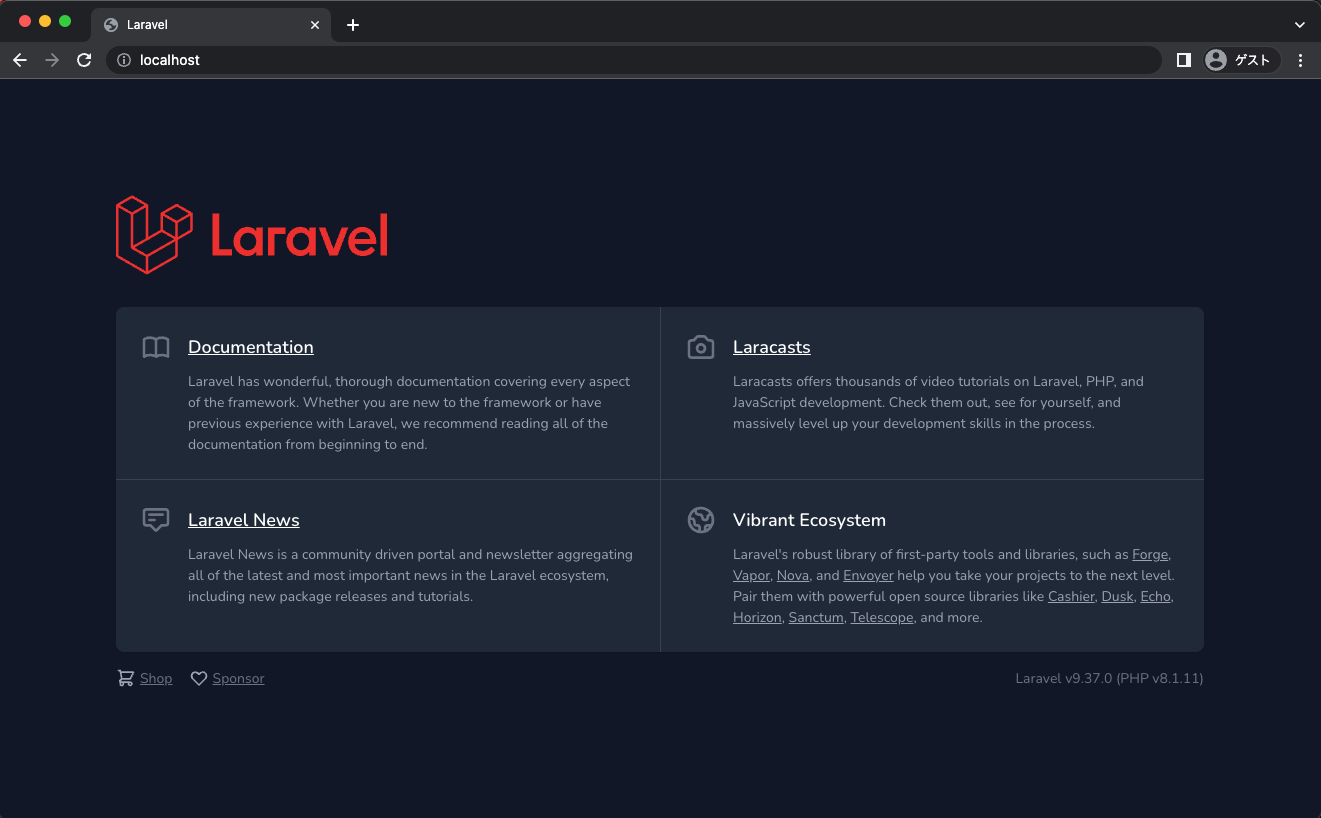 Laravel
localhost
ゲスト
Laravel
Documentation
Laravel has wonderful, thorough documentation covering every aspect
of the framework. Whether you are new to the framework or have
previous experience with Laravel, we recommend reading all of the
documentation from beginning to end.
Laracasts
Laracasts offers thousands of video tutorials on Laravel, PHP, and
JavaScript development. Check them out, see for yourself, and
massively level up your development skills in the process.
Laravel News
Laravel News is a community driven portal and newsletter aggregating
all of the latest and most important news in the Laravel ecosystem,
including new package releases and tutorials.
Vibrant Ecosystem
Laravel's robust library of first-party tools and libraries, such as Forge,
Vapor, Nova, and Envoyer help you take your projects to the next level.
Pair them with powerful open source libraries like Cashier, Dusk, Echo,
Horizon, Sanctum, Telescope, and more.
Shop
Sponsor
Laravel v9.37.0 (PHP v8.1.11)